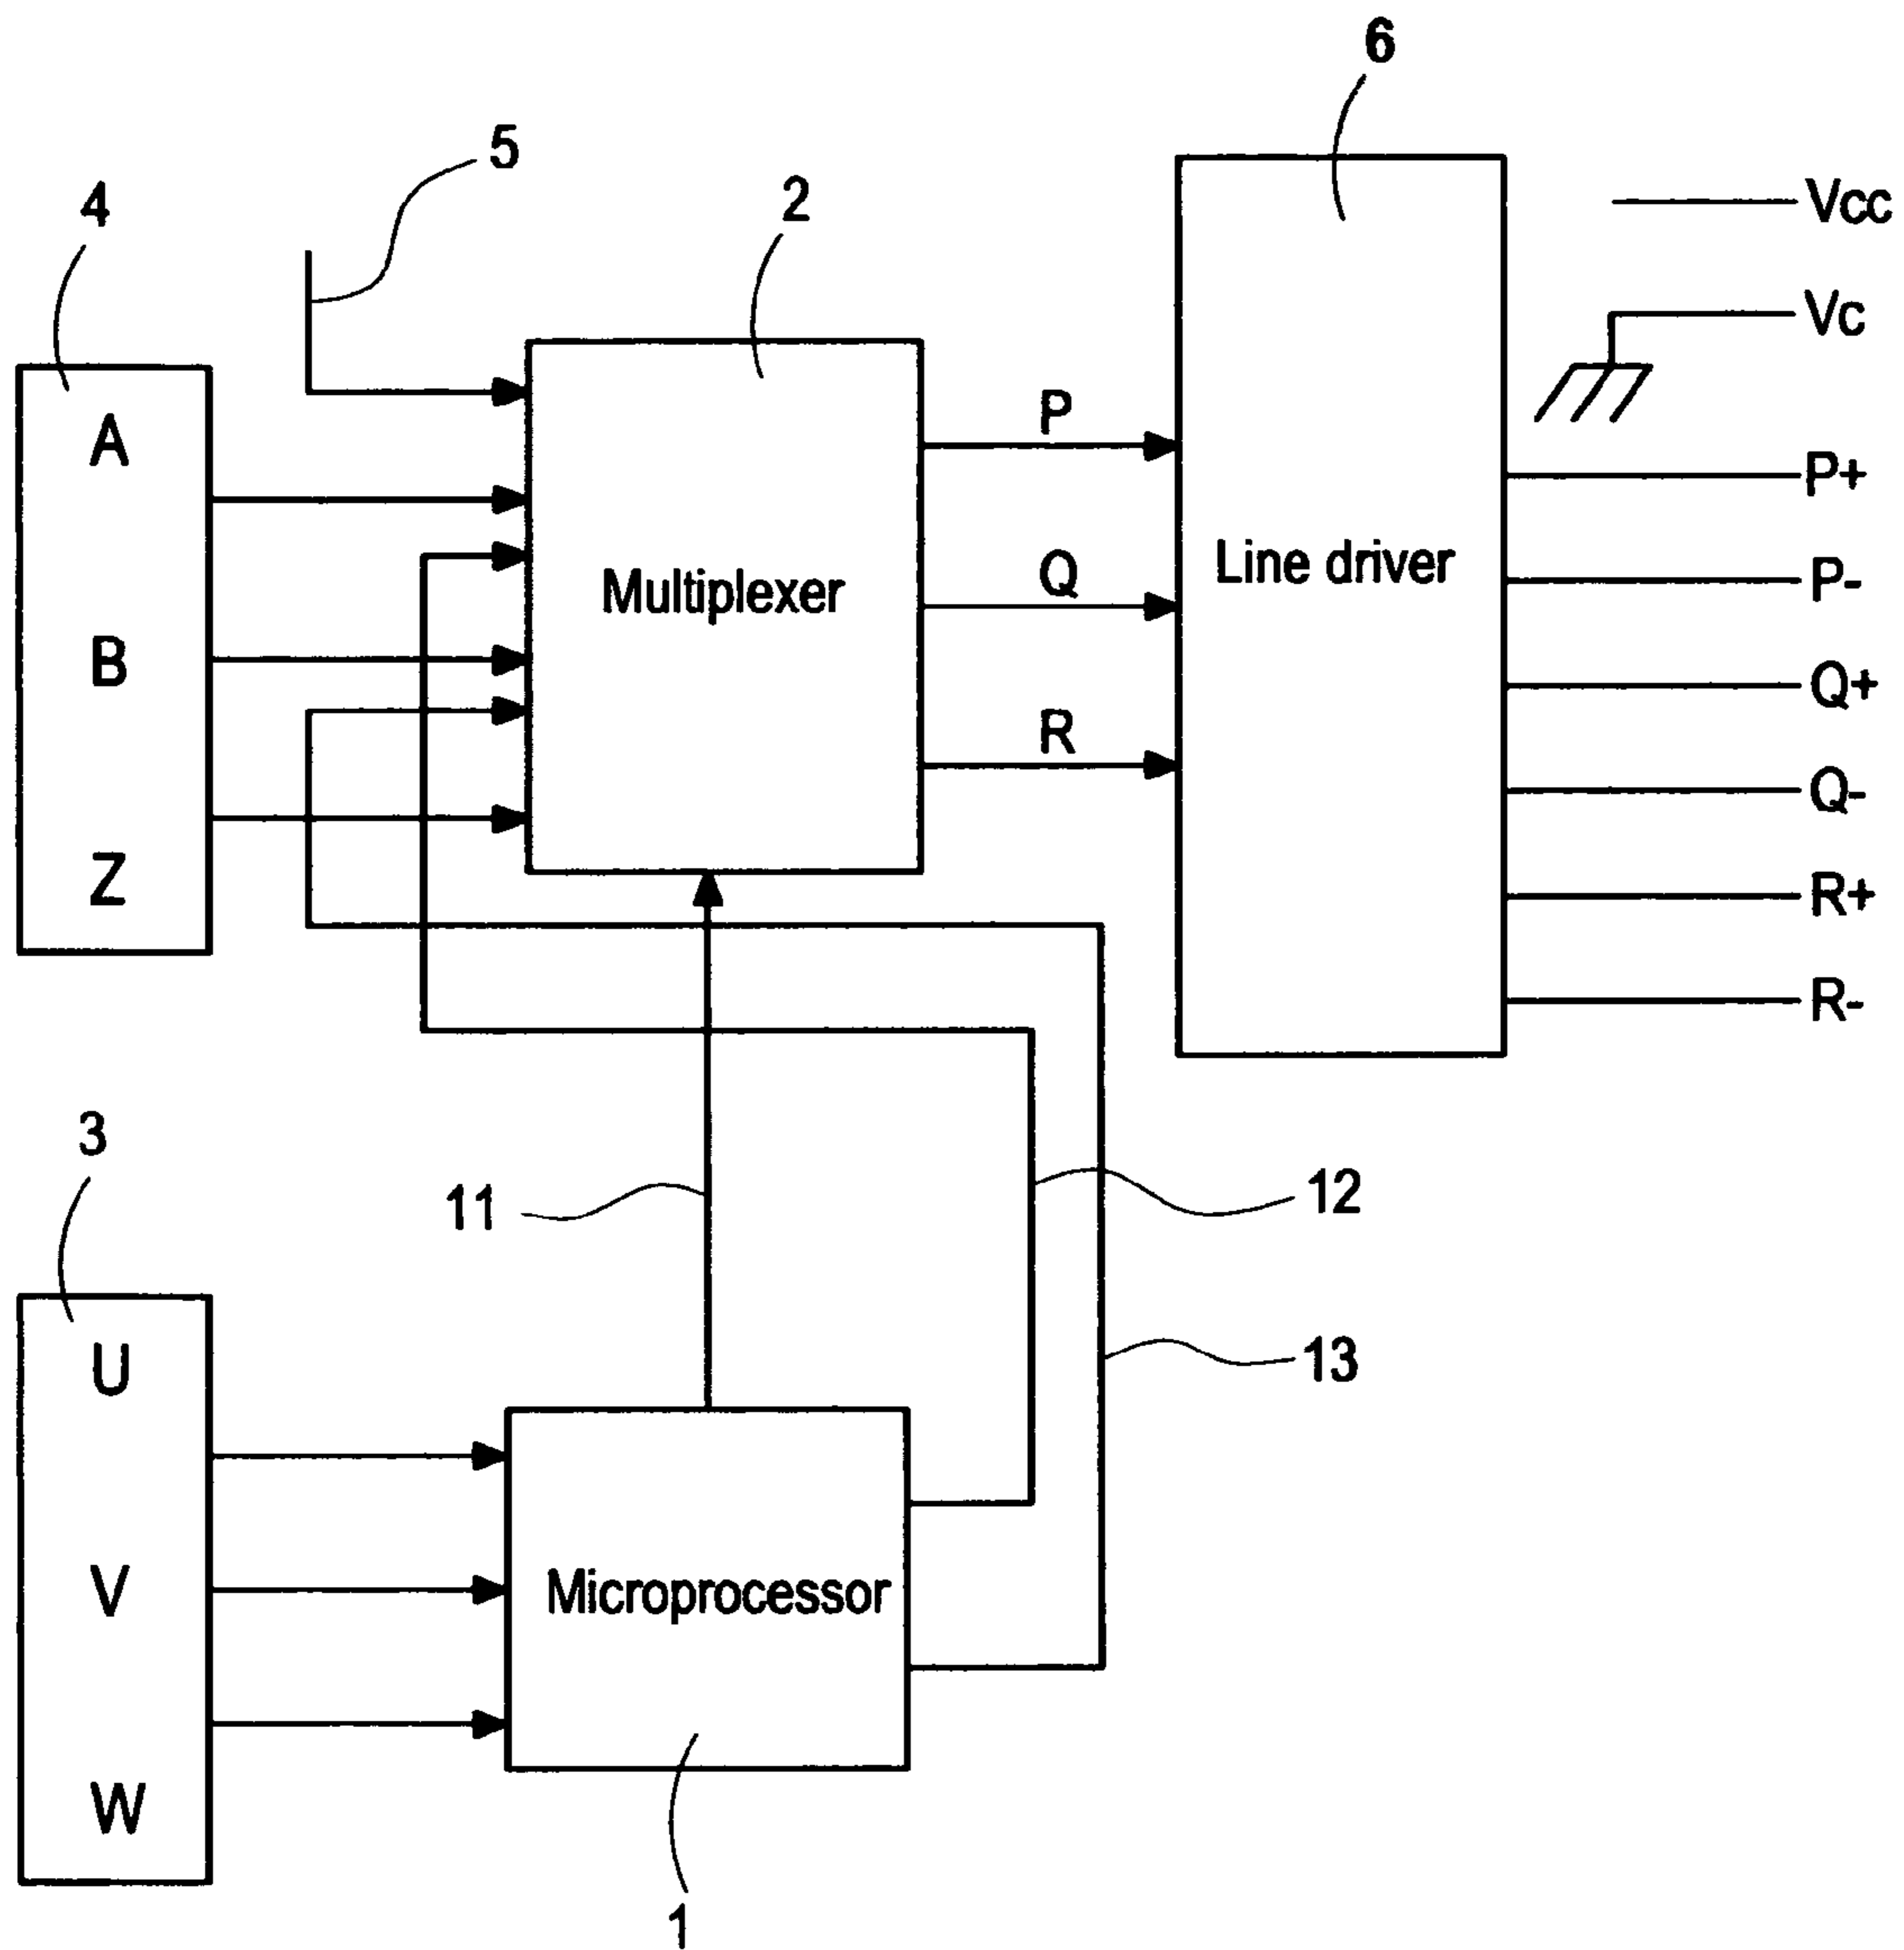 6
5
4
2
Vcc
Vc
A
P
P+
Line driver
Q
P-
Multiplexer
B
Q+
R
Q-
Z
R+
R-
3
11
12
13
U
V
Microprocessor
W
1